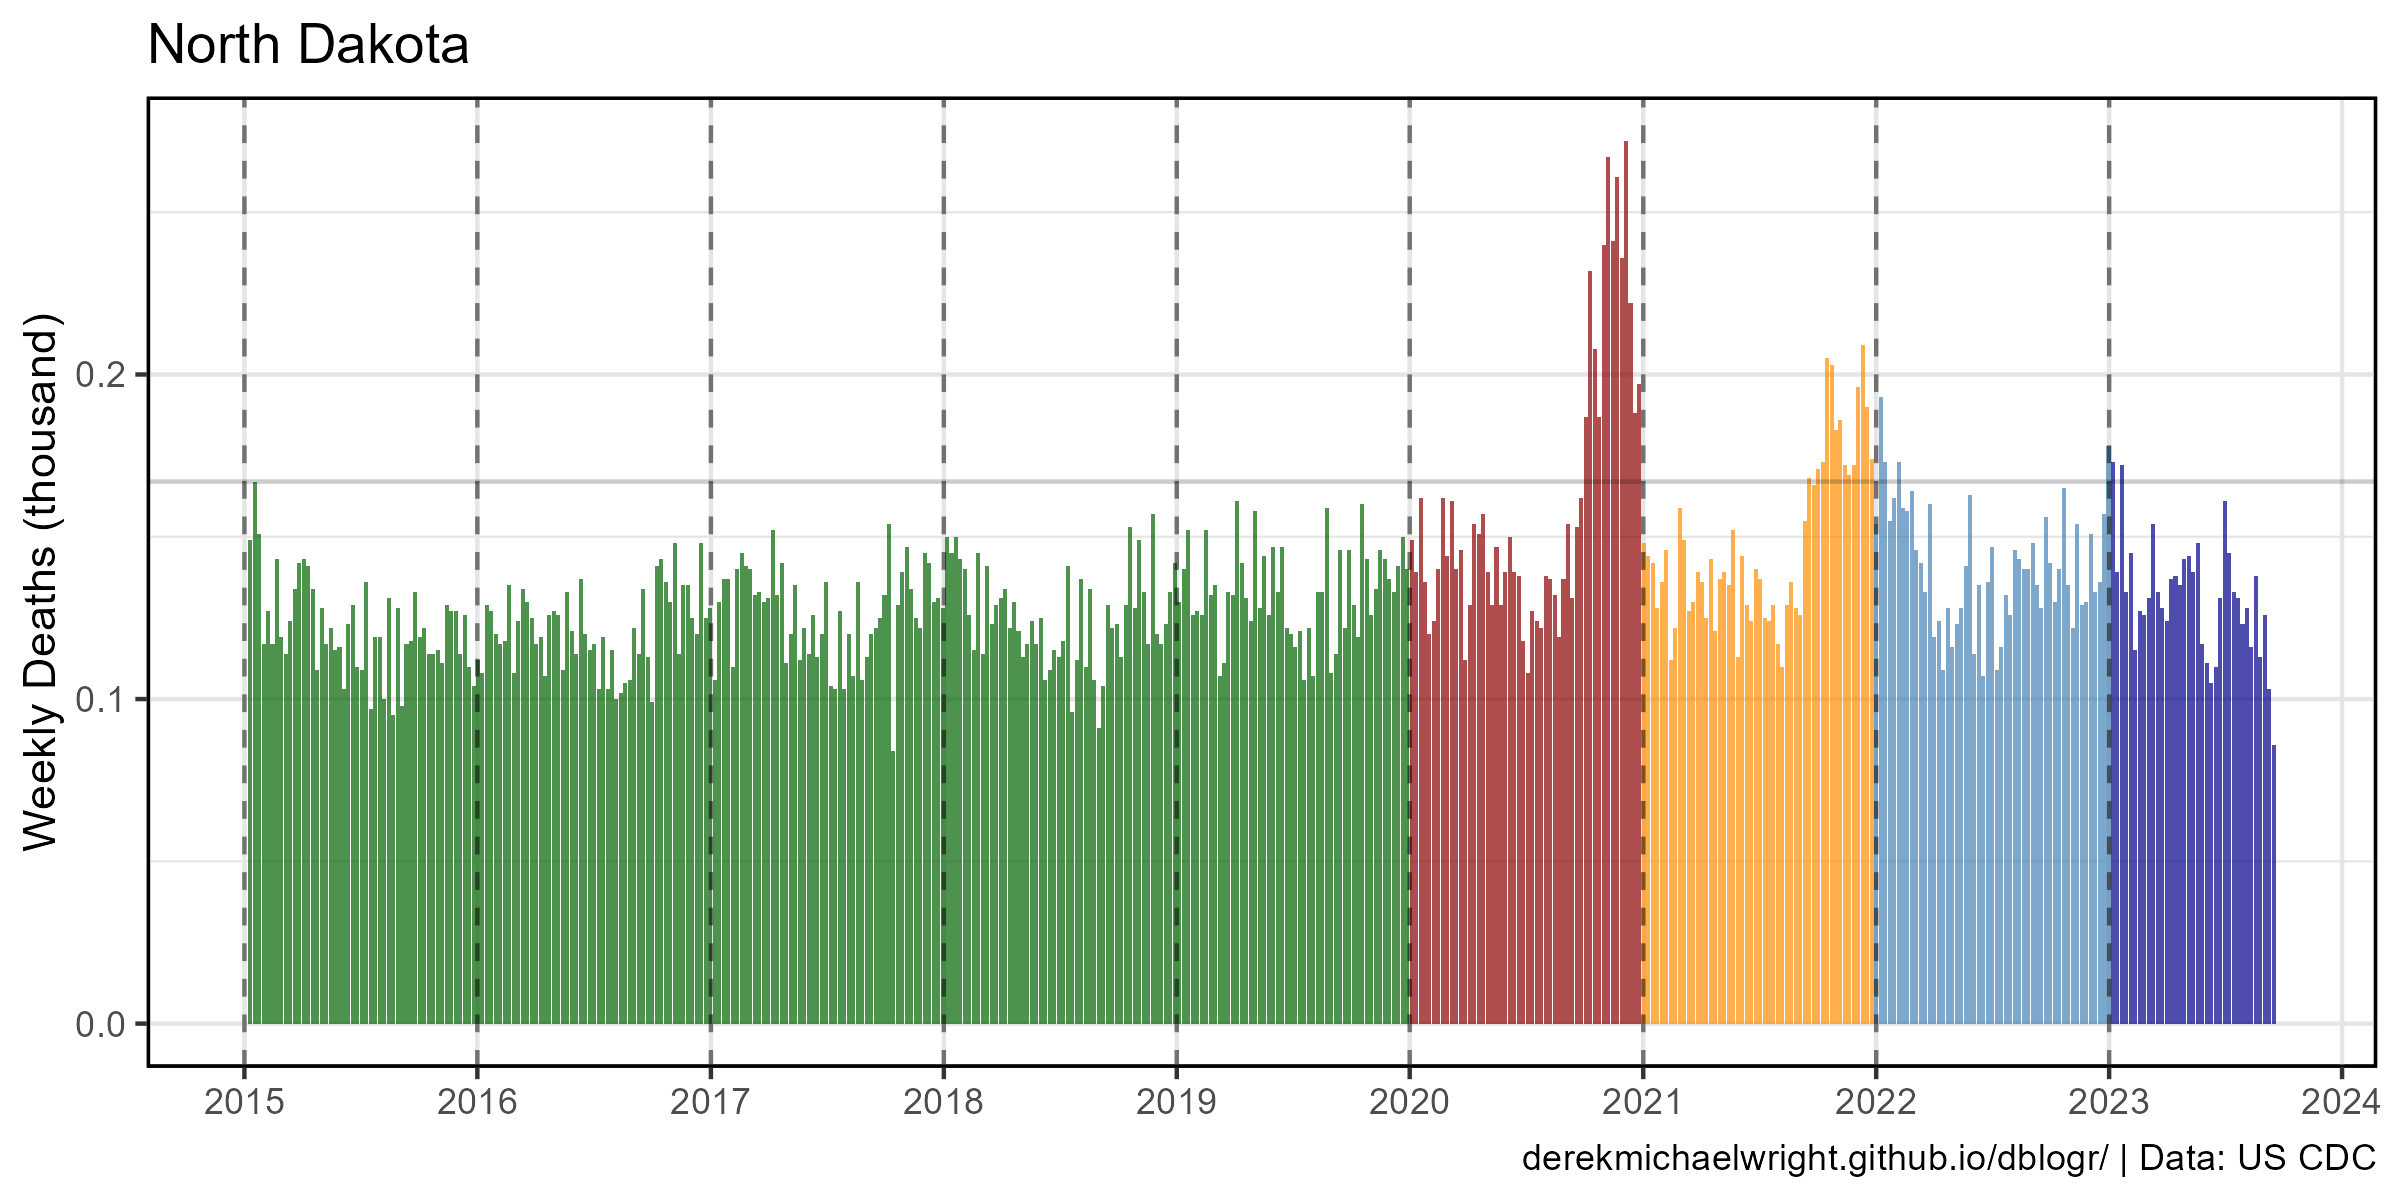 North Dakota
Weekly Deaths (thousand)
0.2
0.1
0.0
2015 2016 2017 2018 2019 2020 2021 2022 2023 2024
derekmichaelwright.github.io/dblogr/ | Data: US CDC